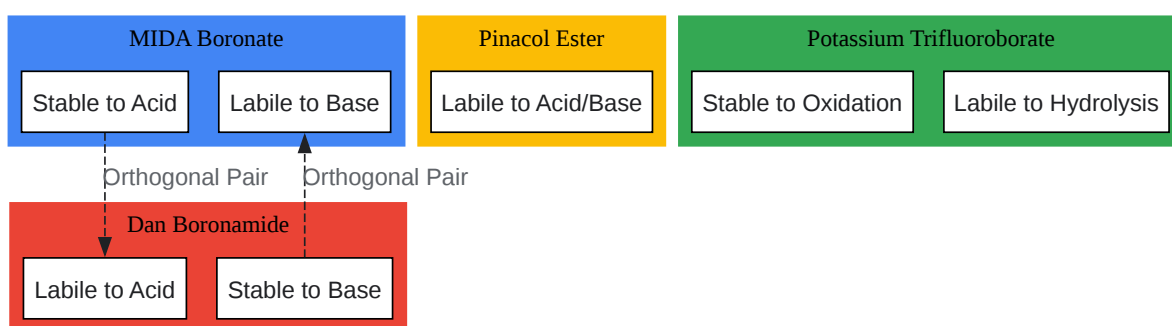 MIDA Boronate
Stable to Acid
Labile to Base
Pinacol Ester
Labile to Acid/Base
Potassium Trifluoroborate
Stable to Oxidation
Labile to Hydrolysis
Orthogonal Pair
Orthogonal Pair
Dan Boronamide
Labile to Acid
Stable to Base